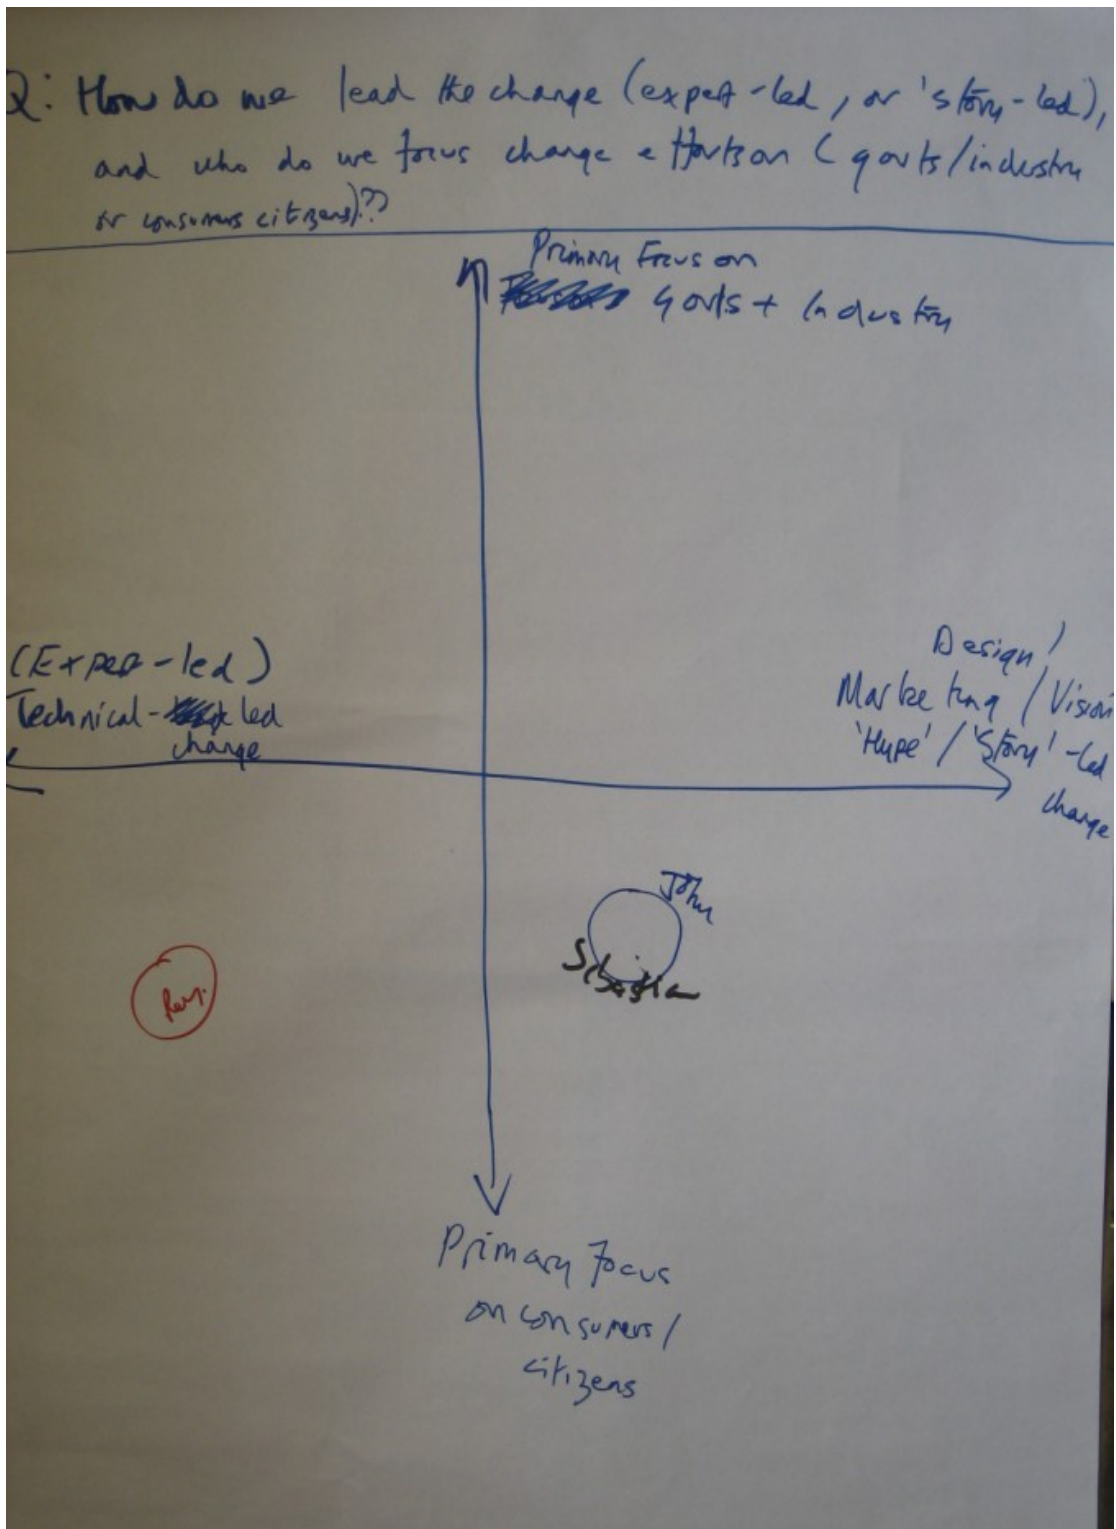 Q: How do we lead the change (expert-led, or 'story-led),
and who do we focus change efforts on (govts/industry
or consumers citizens)??
Primary Focus on
Govts + Industry
(Expert-led)
Technical-led
change
Design/
Marketing / Vision
'Hype' / 'Story' -led
change
John
Sebastian
Primary Focus
on consumers/
citizens